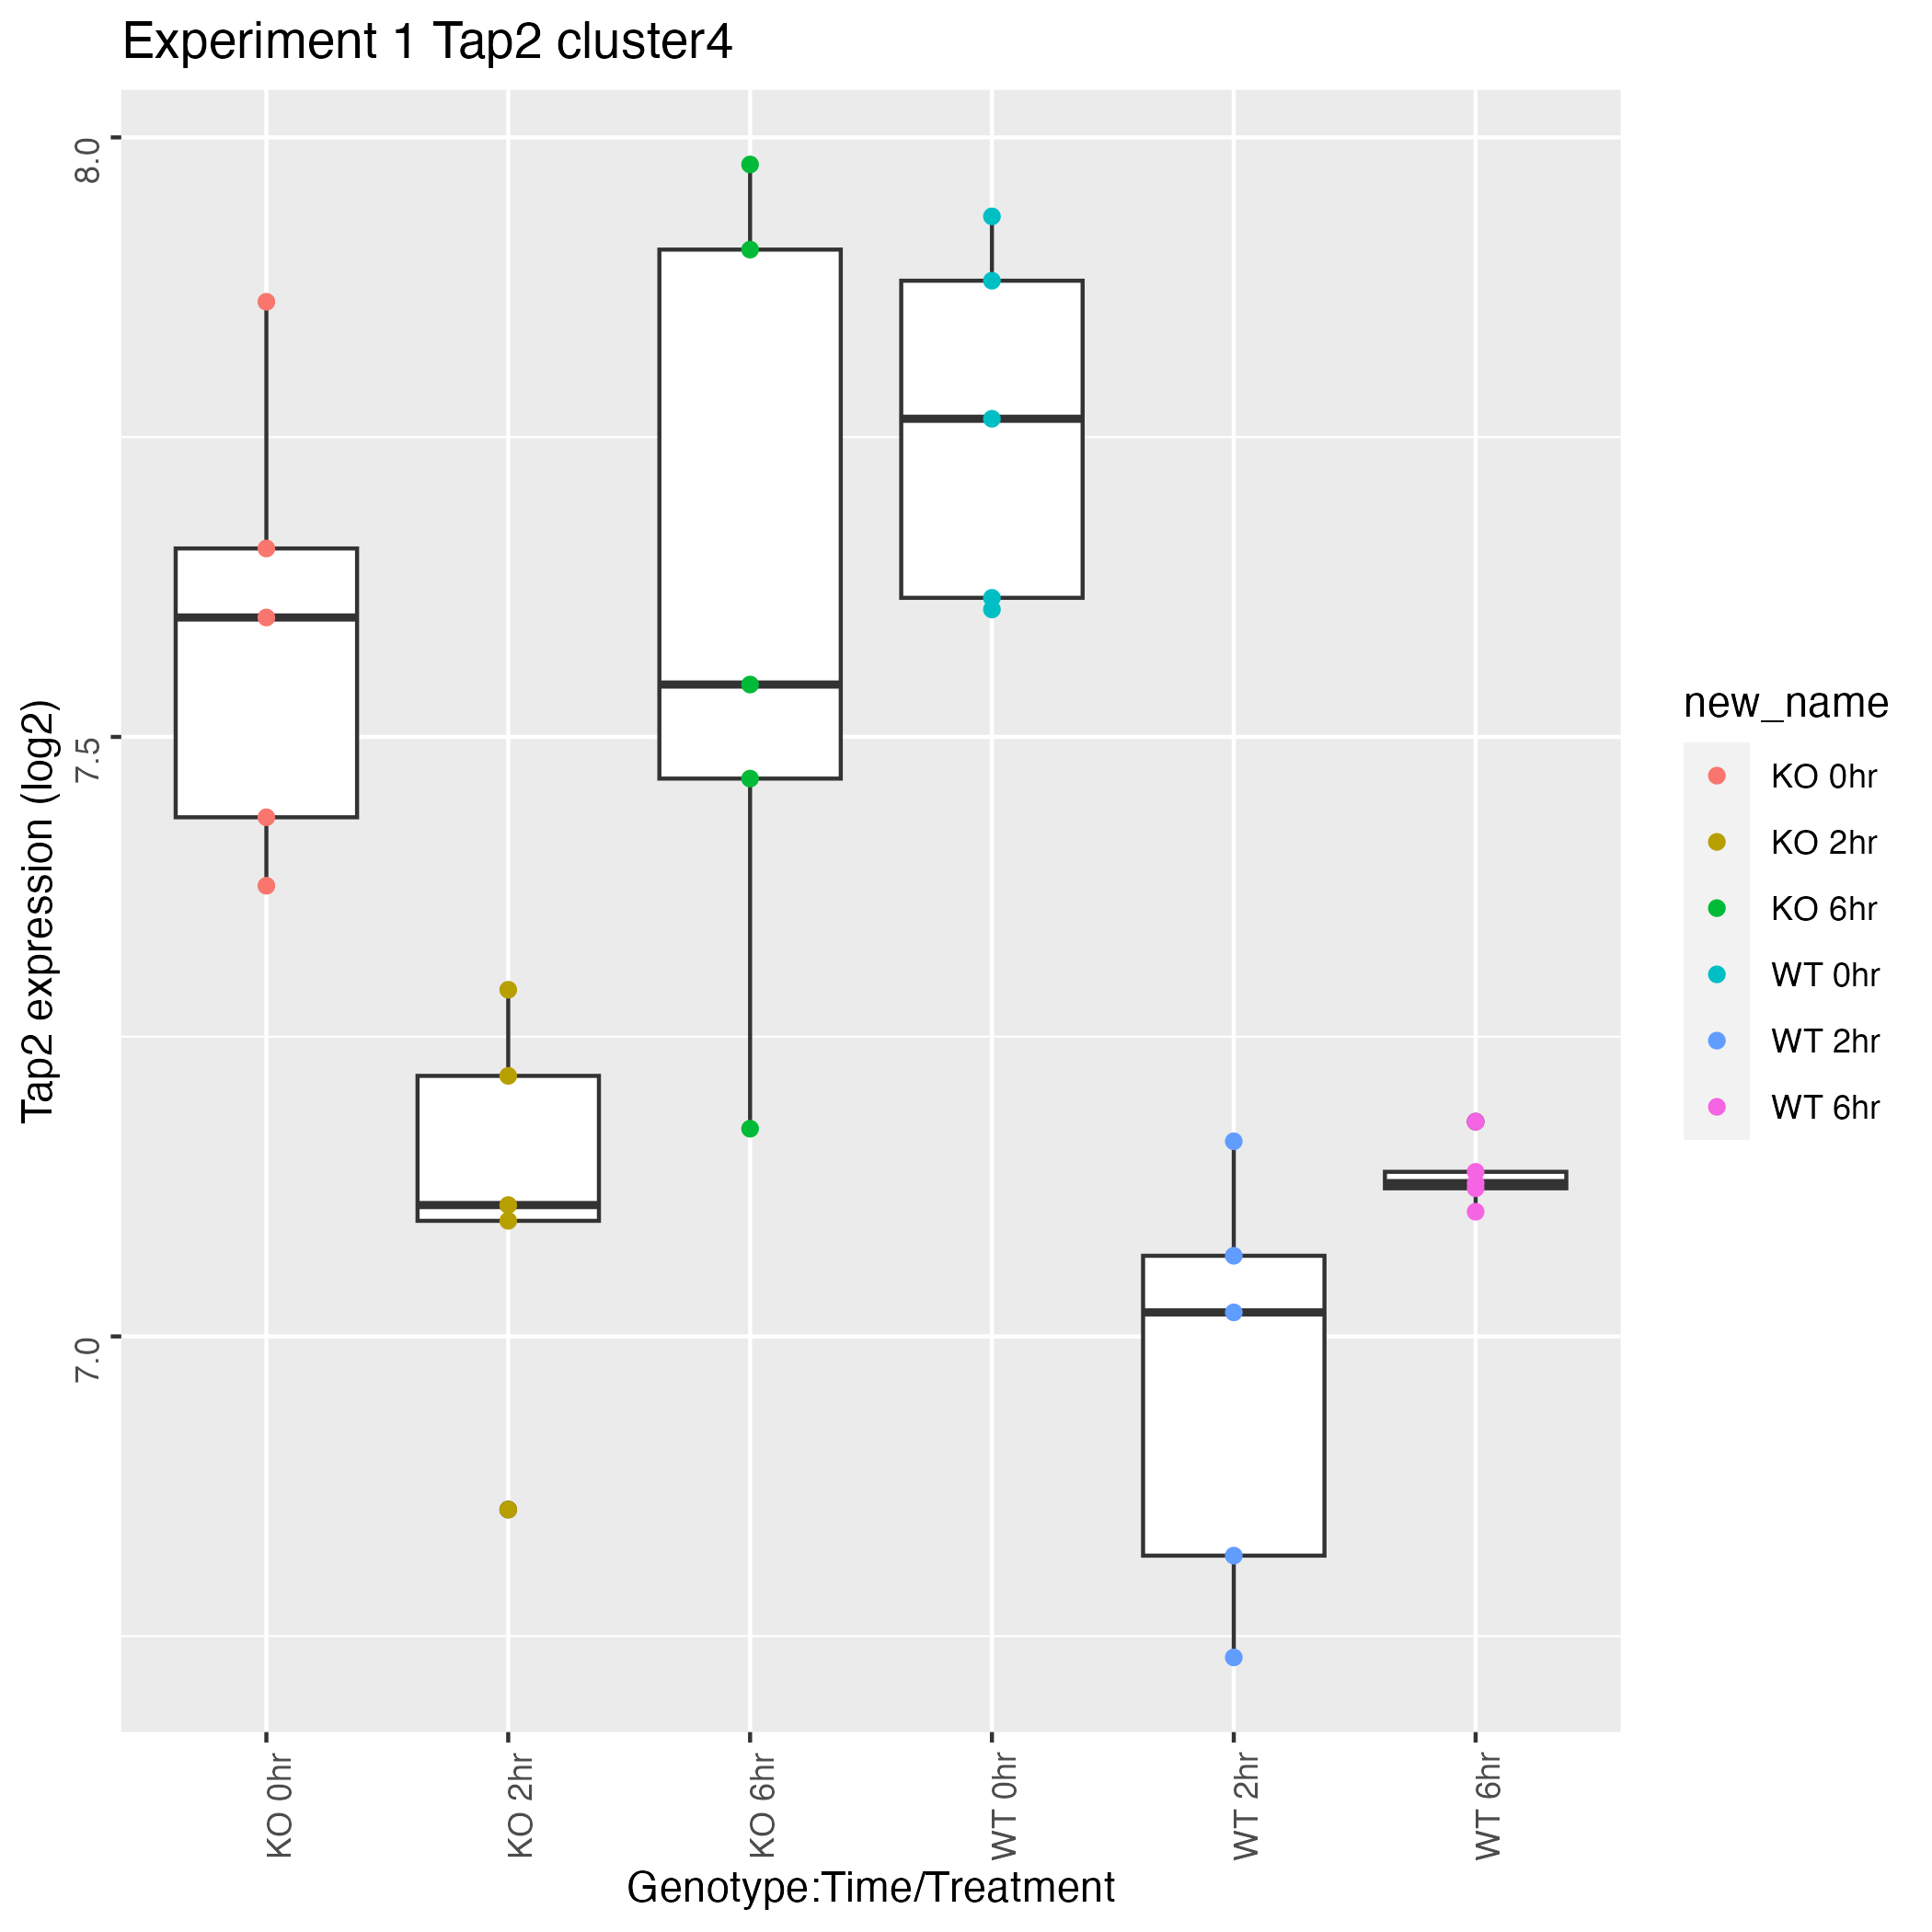 Experiment 1 Tap2 cluster4
Tap2 expression (log2)
8.0
7.5
7.0
KO 0hr
KO 2hr
KO 6hr
WT 0hr
WT 2hr
WT 6hr
Genotype:Time/Treatment
new_name
KO 0hr
KO 2hr
KO 6hr
WT 0hr
WT 2hr
WT 6hr